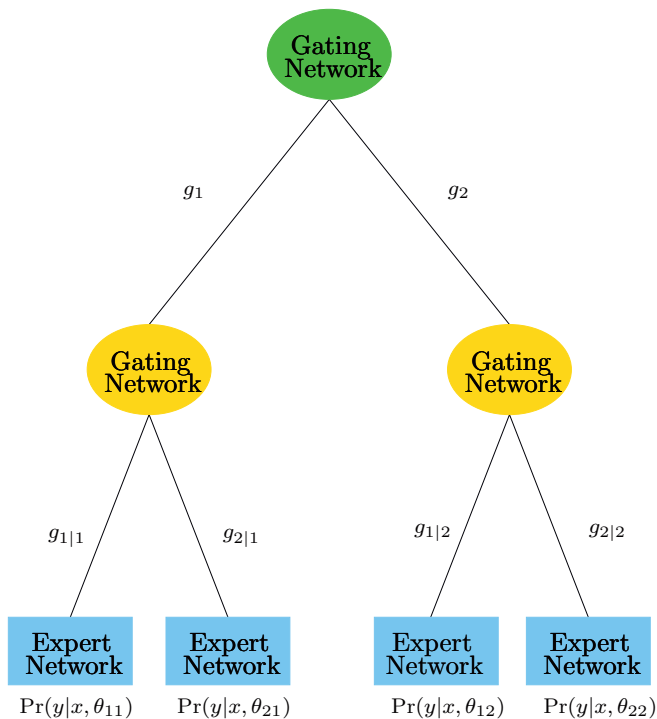 Gating
Network
g₁ g₂
Gating
Network
Gating
Network
g₁|₁ g₂|₁ g₁|₂ g₂|₂
Expert
Network
Expert
Network
Expert
Network
Expert
Network
Pr(y|x, θ₁₁) Pr(y|x, θ₂₁) Pr(y|x, θ₁₂) Pr(y|x, θ₂₂)